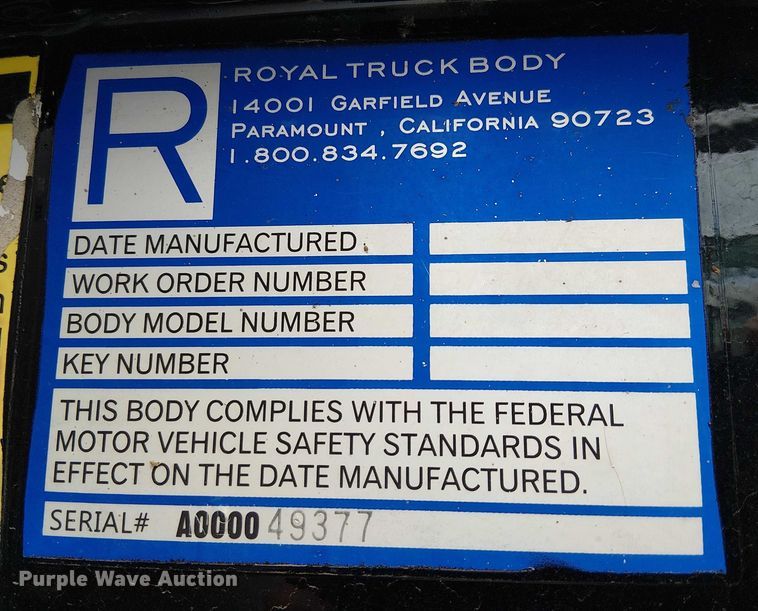 R
ROYAL TRUCK BODY
14001 GARFIELD AVENUE
PARAMOUNT , CALIFORNIA 90723
1.800.834.7692
DATE MANUFACTURED
WORK ORDER NUMBER
BODY MODEL NUMBER
KEY NUMBER
THIS BODY COMPLIES WITH THE FEDERAL
MOTOR VEHICLE SAFETY STANDARDS IN
EFFECT ON THE DATE MANUFACTURED.
SERIAL# A000049377
Purple Wave Auction